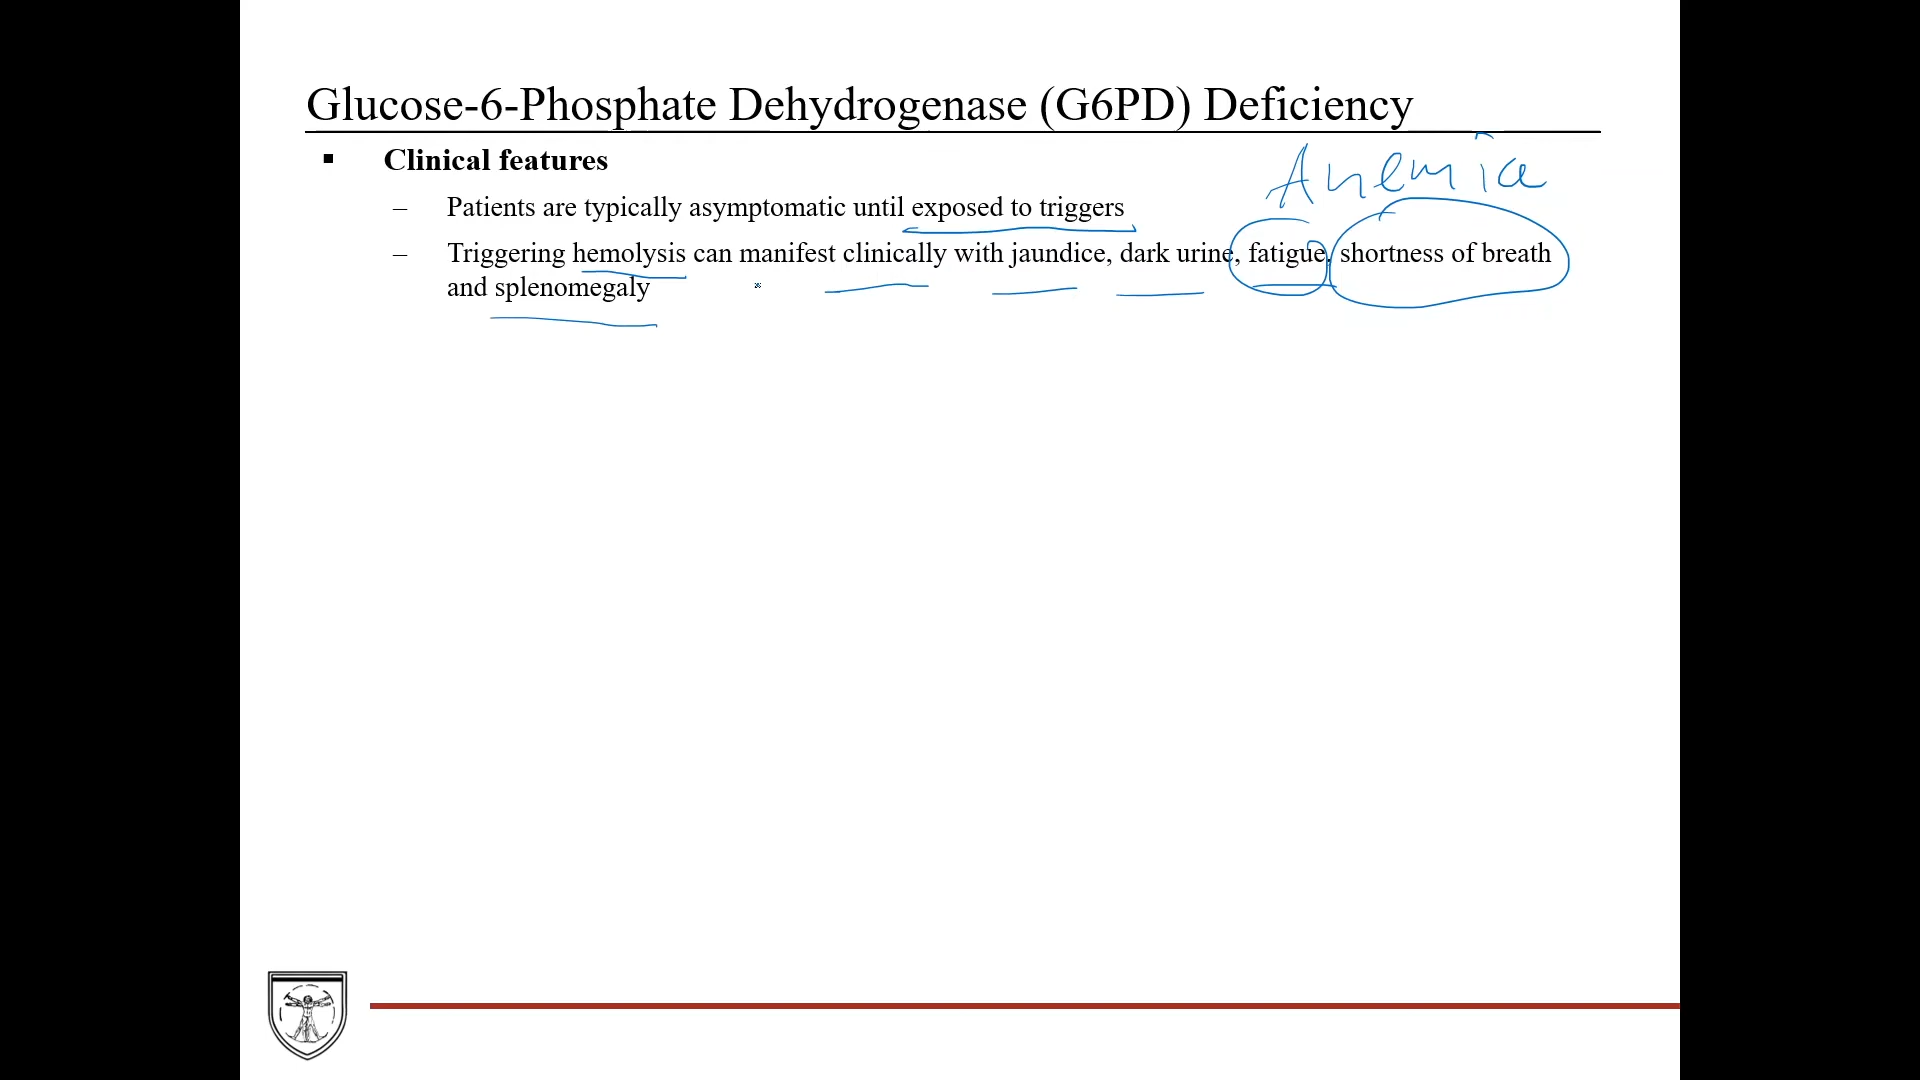 Glucose-6-Phosphate Dehydrogenase (G6PD) Deficiency
▪ Clinical features
Anemia
– Patients are typically asymptomatic until exposed to triggers
– Triggering hemolysis can manifest clinically with jaundice, dark urine, fatigue, shortness of breath
and splenomegaly